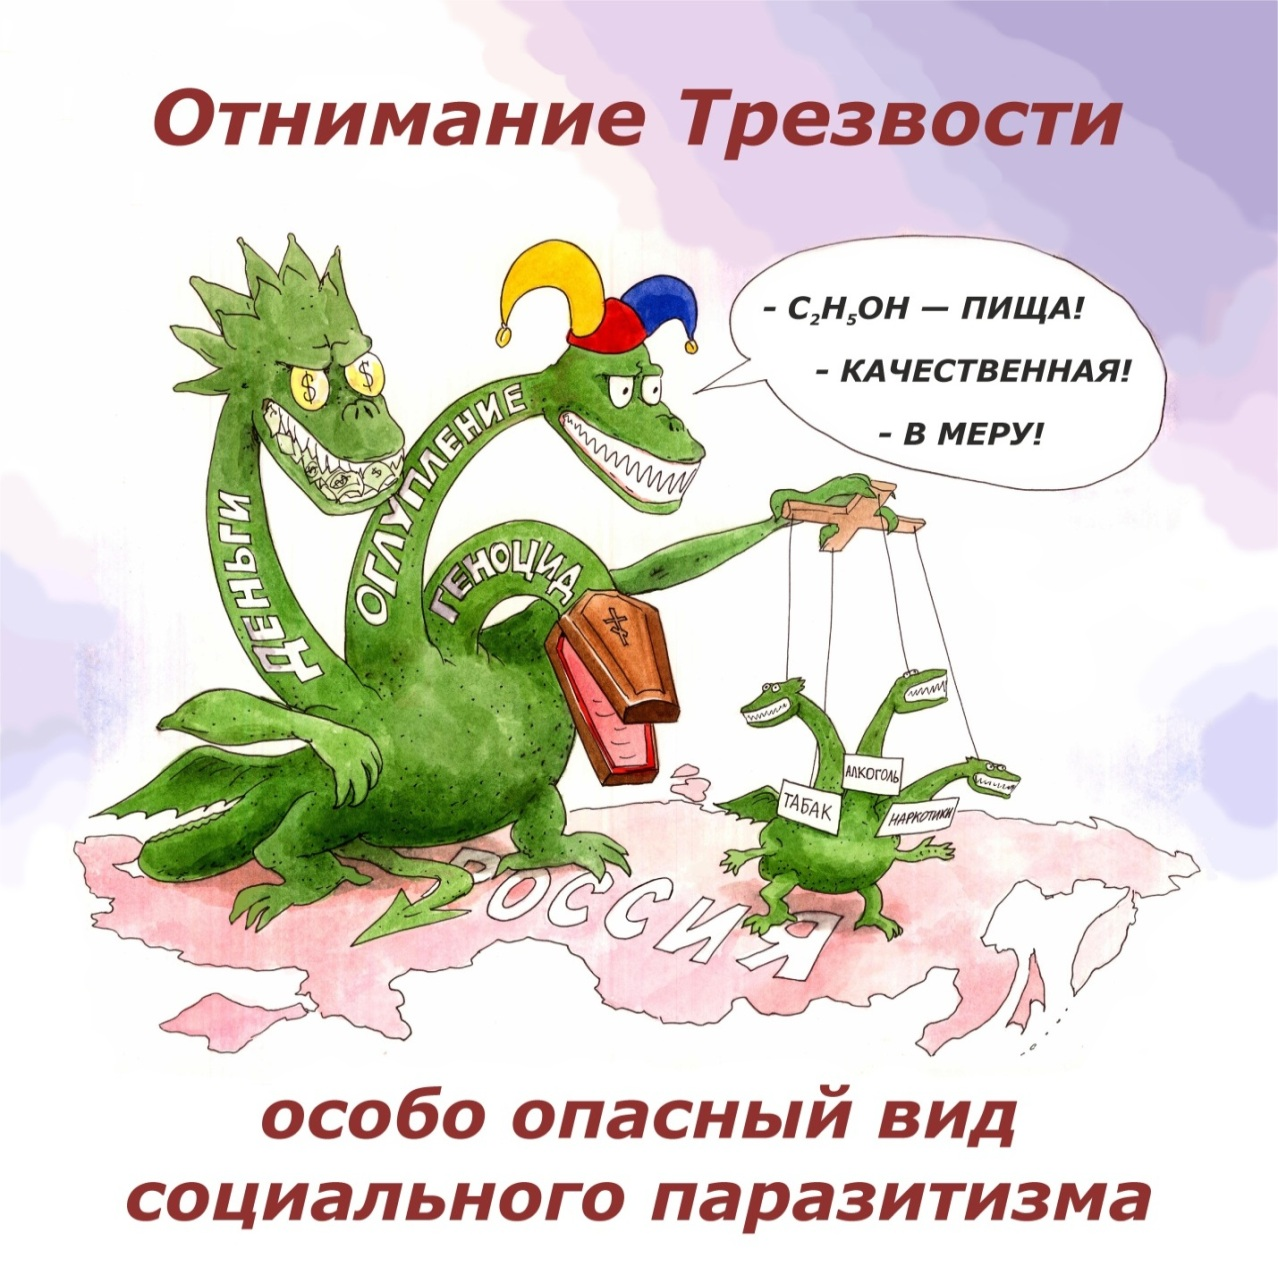 Отнимание Трезвости
- C₂H₅OH — ПИЩА!
- КАЧЕСТВЕННАЯ!
- В МЕРУ!
ДЕНЬГИ
ОГЛУПЛЕНИЕ
ГЕНОЦИД
ТАБАК
АЛКОГОЛЬ
НАРКОТИКИ
РОССИЯ
особо опасный вид
социального паразитизма